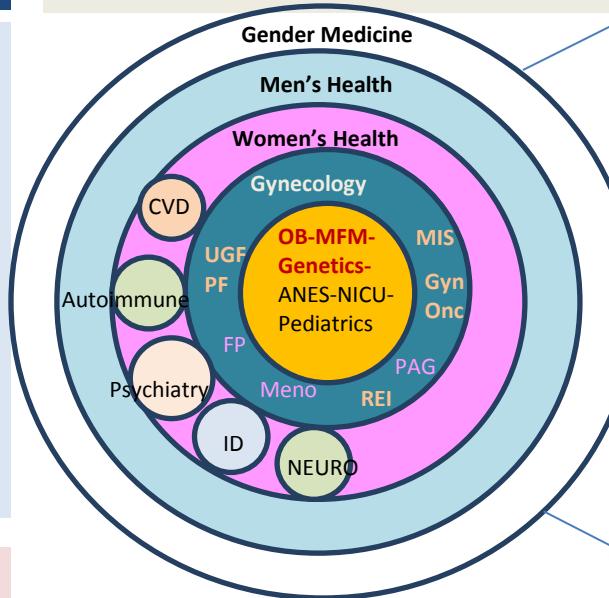 Gender Medicine
Men's Health
Women's Health
Gynecology
CVD
OB-MFM-
Genetics-
ANES-NICU-
Pediatrics
MIS
UGF
PF
Gyn
Onc
Autoimmune
FP
PAG
Psychiatry
Meno
REI
ID
NEURO